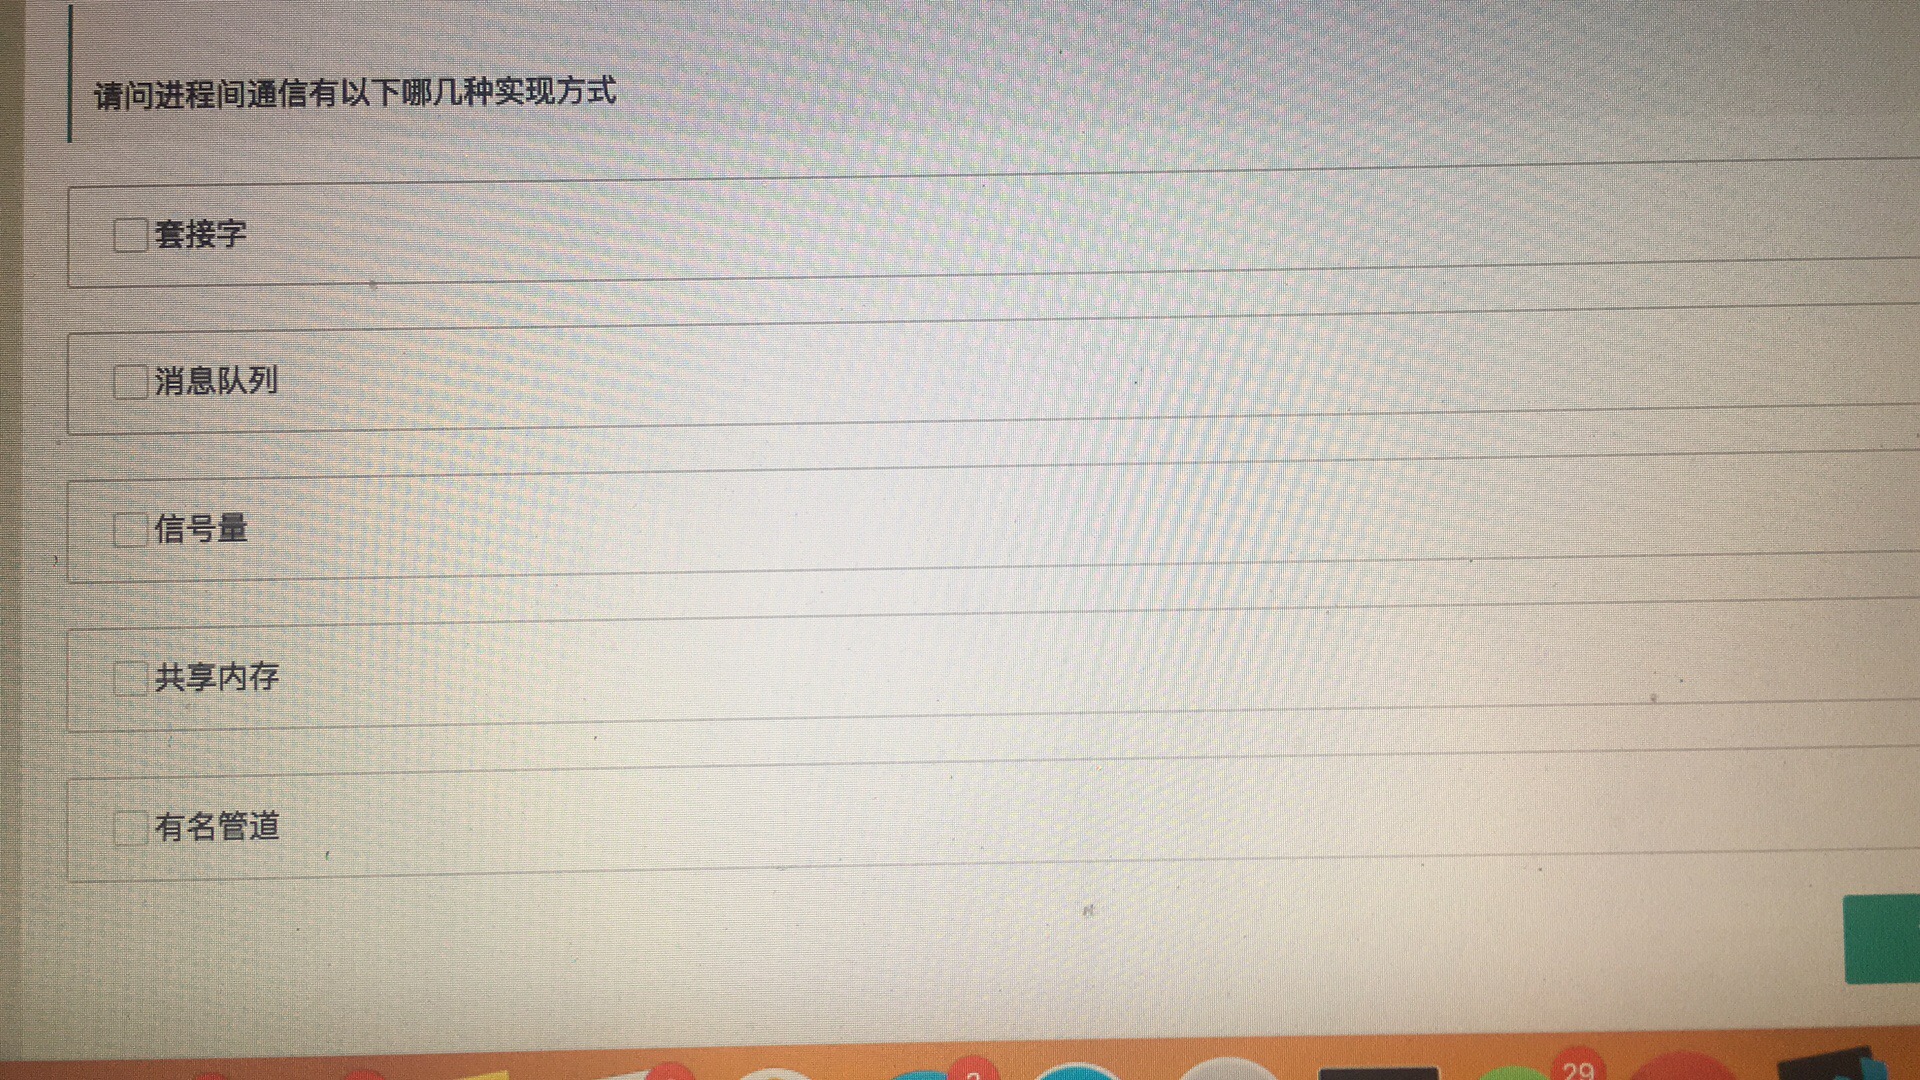 请问进程间通信有以下哪几种实现方式
套接字
消息队列
信号量
共享内存
有名管道
29